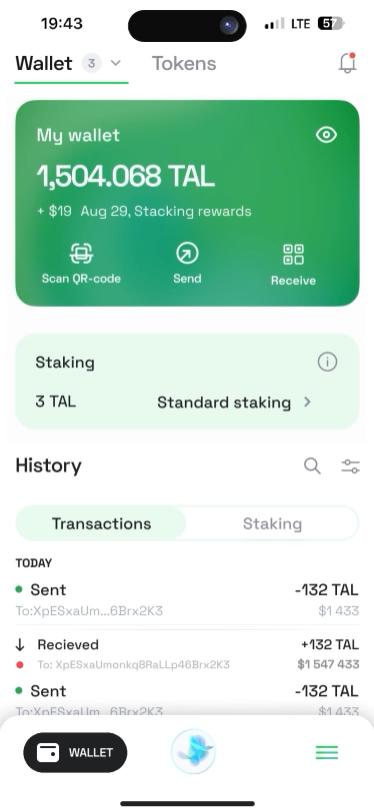 19:43 LTE 57
Wallet 3 Tokens
My wallet
1,504.068 TAL
+ $19 Aug 29, Stacking rewards
Scan QR-code Send Receive
Staking
3 TAL Standard staking
History
Transactions Staking
TODAY
Sent -132 TAL
To:XpESxaUm...6Brx2K3 $1 433
Recieved +132 TAL
To: XpESxaUmonkq8RaLLp46Brx2K3 $1 547 433
Sent -132 TAL
To:XpESxaUm...6Brx2K3 $1 433
WALLET